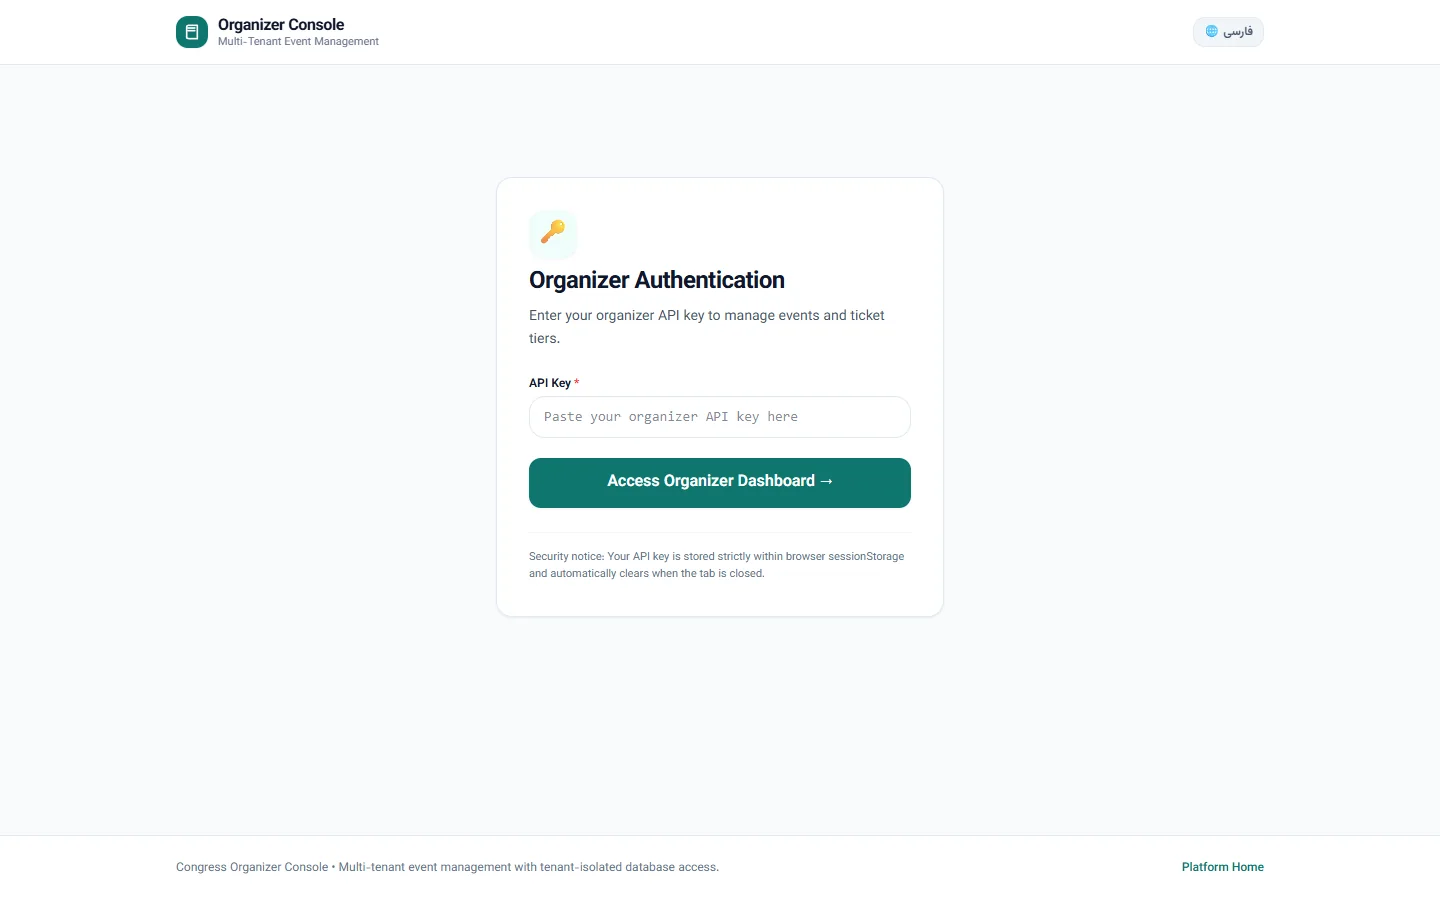 Organizer Console
Multi-Tenant Event Management
فارسی
Organizer Authentication
Enter your organizer API key to manage events and ticket
tiers.
API Key *
Paste your organizer API key here
Access Organizer Dashboard →
Security notice: Your API key is stored strictly within browser sessionStorage
and automatically clears when the tab is closed.
Congress Organizer Console • Multi-tenant event management with tenant-isolated database access.
Platform Home